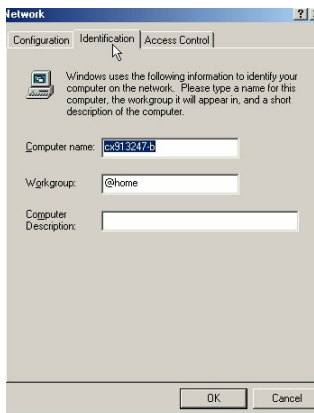 Network
Configuration Identification Access Control
Windows uses the following information to identify your
computer on the network. Please type a name for this
computer, the workgroup it will appear in, and a short
description of the computer.
Computer name: cx913247-b
Workgroup: @home
Computer
Description:
OK Cancel